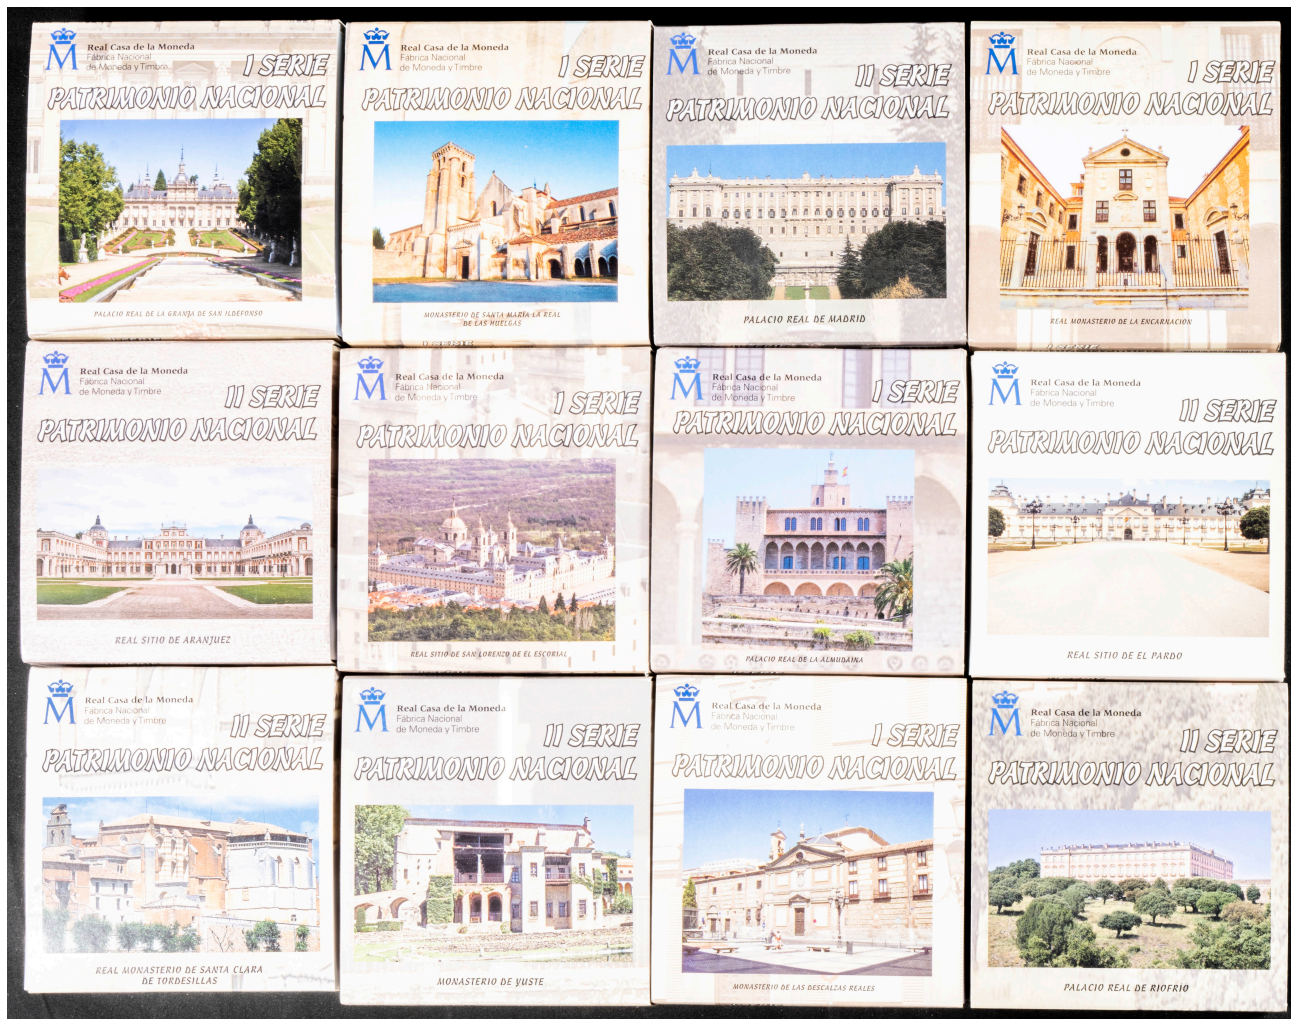 Real Casa de la Moneda
Fábrica Nacional
de Moneda y Timbre
I SERIE
PATRIMONIO NACIONAL
PALACIO REAL DE LA GRANJA DE SAN ILDEFONSO
Real Casa de la Moneda
Fábrica Nacional
de Moneda y Timbre
I SERIE
PATRIMONIO NACIONAL
MONASTERIO DE SANTA MARÍA LA REAL
DE LAS HUELGAS
Real Casa de la Moneda
Fábrica Nacional
de Moneda y Timbre
II SERIE
PATRIMONIO NACIONAL
PALACIO REAL DE MADRID
Real Casa de la Moneda
Fábrica Nacional
de Moneda y Timbre
I SERIE
PATRIMONIO NACIONAL
REAL MONASTERIO DE LA ENCARNACIÓN
Real Casa de la Moneda
Fábrica Nacional
de Moneda y Timbre
II SERIE
PATRIMONIO NACIONAL
REAL SITIO DE ARANJUEZ
Real Casa de la Moneda
Fábrica Nacional
de Moneda y Timbre
I SERIE
PATRIMONIO NACIONAL
REAL SITIO DE SAN LORENZO DE EL ESCORIAL
Real Casa de la Moneda
Fábrica Nacional
de Moneda y Timbre
I SERIE
PATRIMONIO NACIONAL
PALACIO REAL DE LA ALMUDAINA
Real Casa de la Moneda
Fábrica Nacional
de Moneda y Timbre
II SERIE
PATRIMONIO NACIONAL
REAL SITIO DE EL PARDO
Real Casa de la Moneda
Fábrica Nacional
de Moneda y Timbre
II SERIE
PATRIMONIO NACIONAL
REAL MONASTERIO DE SANTA CLARA
DE TORDESILLAS
Real Casa de la Moneda
Fábrica Nacional
de Moneda y Timbre
II SERIE
PATRIMONIO NACIONAL
MONASTERIO DE YUSTE
Real Casa de la Moneda
Fábrica Nacional
de Moneda y Timbre
I SERIE
PATRIMONIO NACIONAL
MONASTERIO DE LAS DESCALZAS REALES
Real Casa de la Moneda
Fábrica Nacional
de Moneda y Timbre
II SERIE
PATRIMONIO NACIONAL
PALACIO REAL DE RIOFRIO